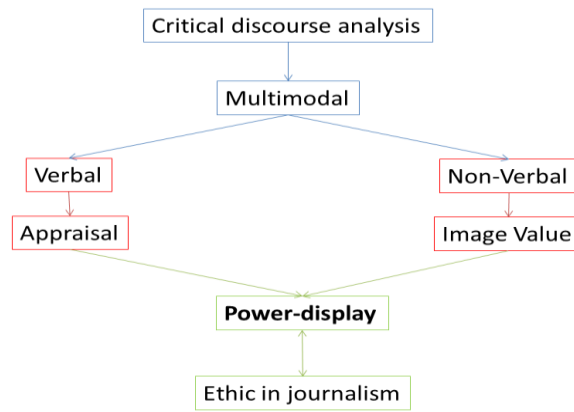 Critical discourse analysis
Multimodal
Verbal
Non-Verbal
Appraisal
Image Value
Power-display
Ethic in journalism